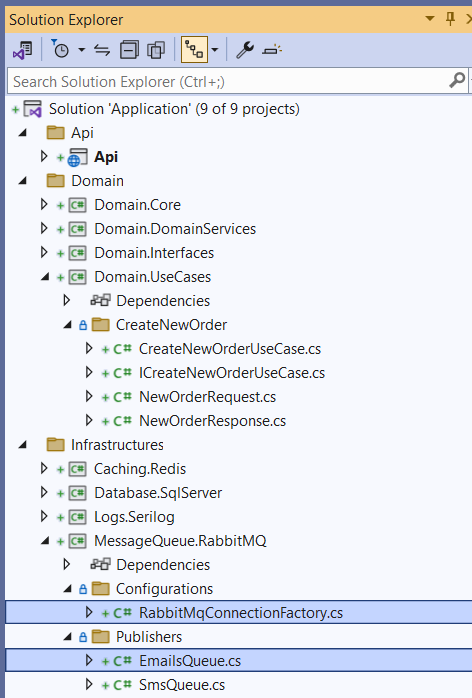 Solution Explorer
Search Solution Explorer (Ctrl+;)
Solution 'Application' (9 of 9 projects)
Api
Api
Domain
C# Domain.Core
C# Domain.DomainServices
C# Domain.Interfaces
C# Domain.UseCases
Dependencies
CreateNewOrder
C# CreateNewOrderUseCase.cs
C# ICreateNewOrderUseCase.cs
C# NewOrderRequest.cs
C# NewOrderResponse.cs
Infrastructures
C# Caching.Redis
C# Database.SqlServer
C# Logs.Serilog
C# MessageQueue.RabbitMQ
Dependencies
Configurations
C# RabbitMqConnectionFactory.cs
Publishers
C# EmailsQueue.cs
C# SmsQueue.cs